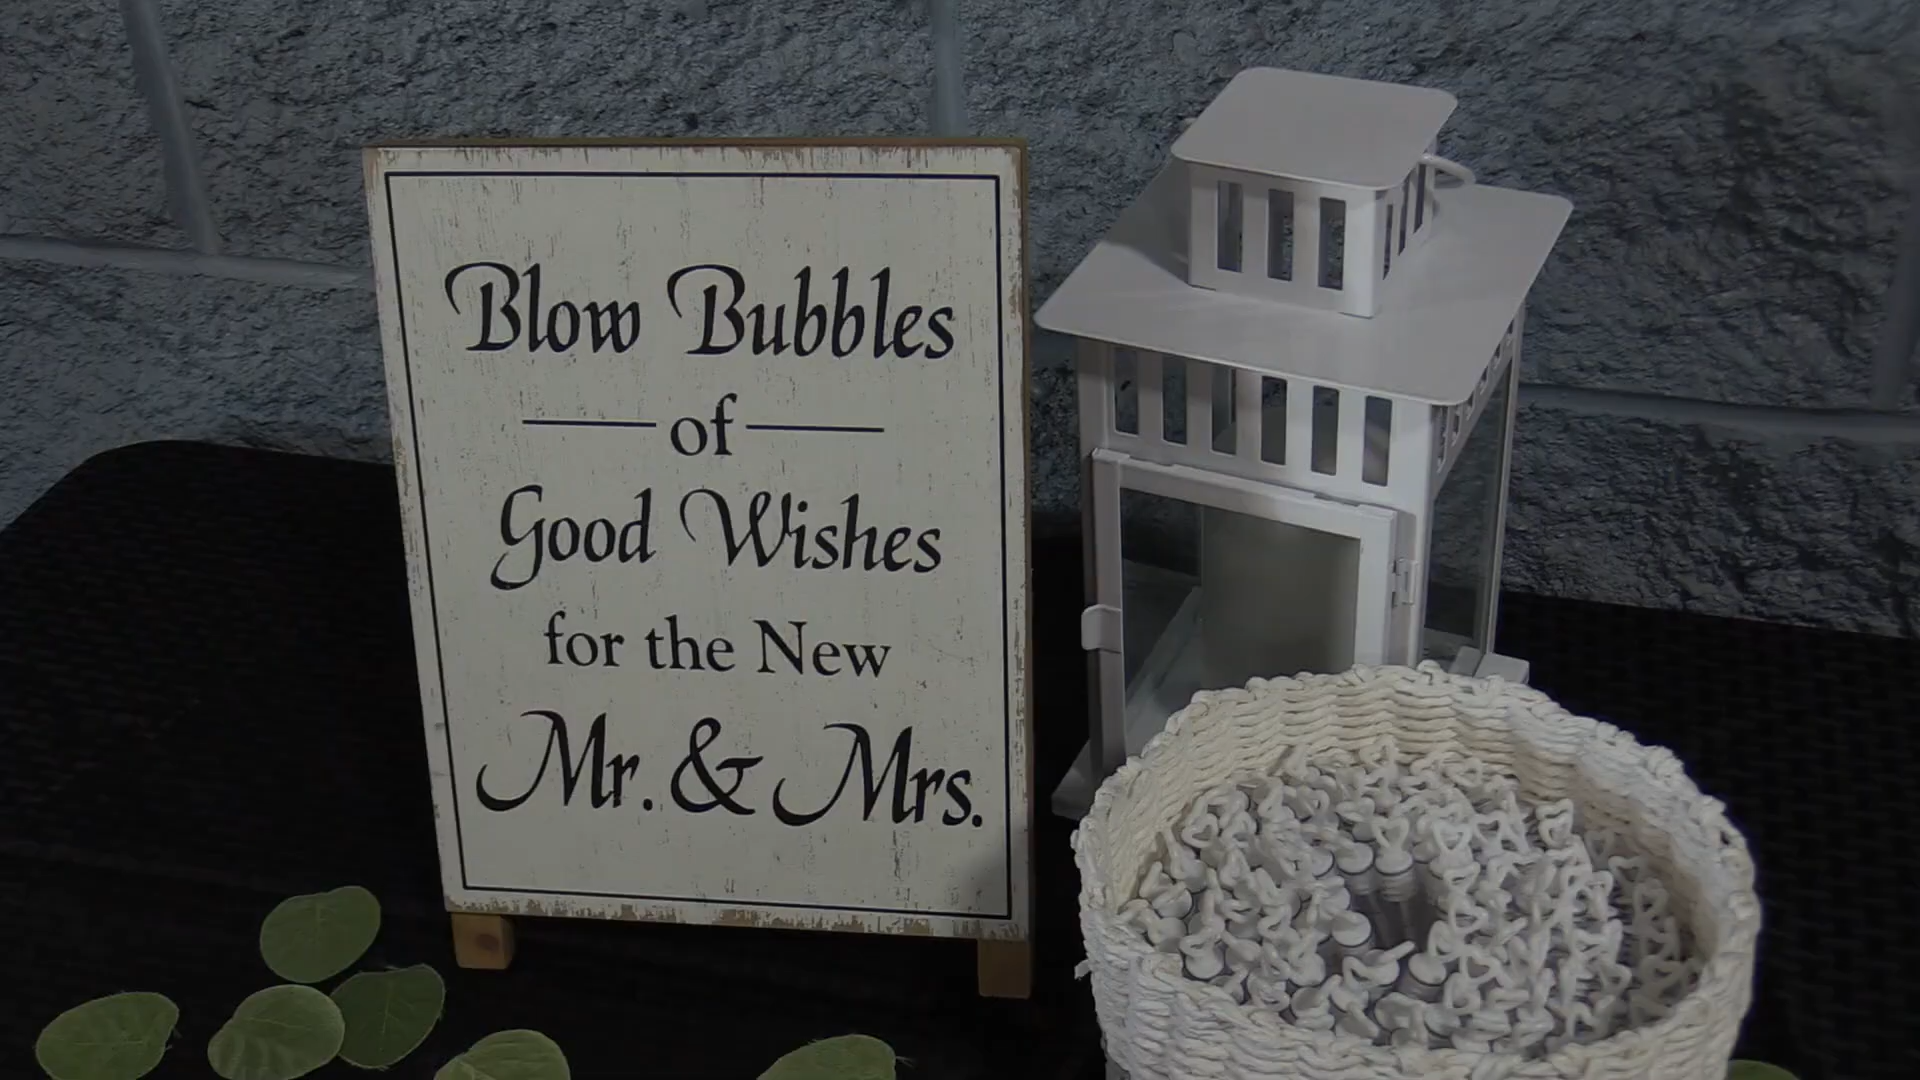 Blow Bubbles
of
Good Wishes
for the New
Mr. & Mrs.